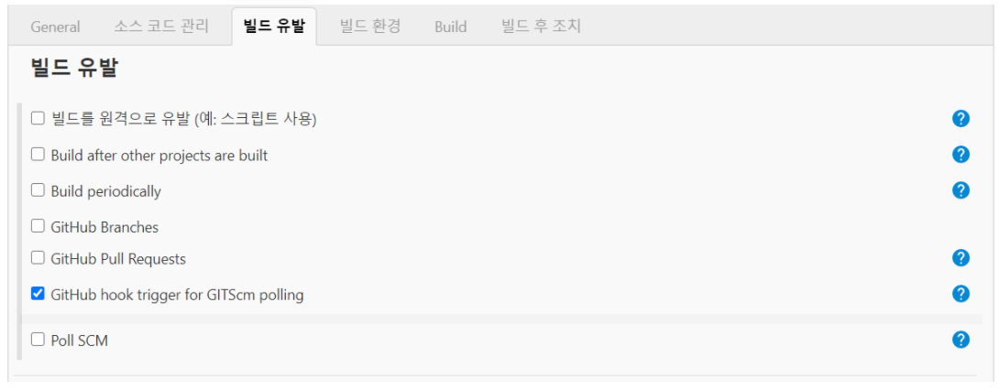 General 소스 코드 관리 빌드 유발 빌드 환경 Build 빌드 후 조치
빌드 유발
빌드를 원격으로 유발 (예: 스크립트 사용)
?
Build after other projects are built
?
Build periodically
?
GitHub Branches
GitHub Pull Requests
?
GitHub hook trigger for GITScm polling
?
Poll SCM
?